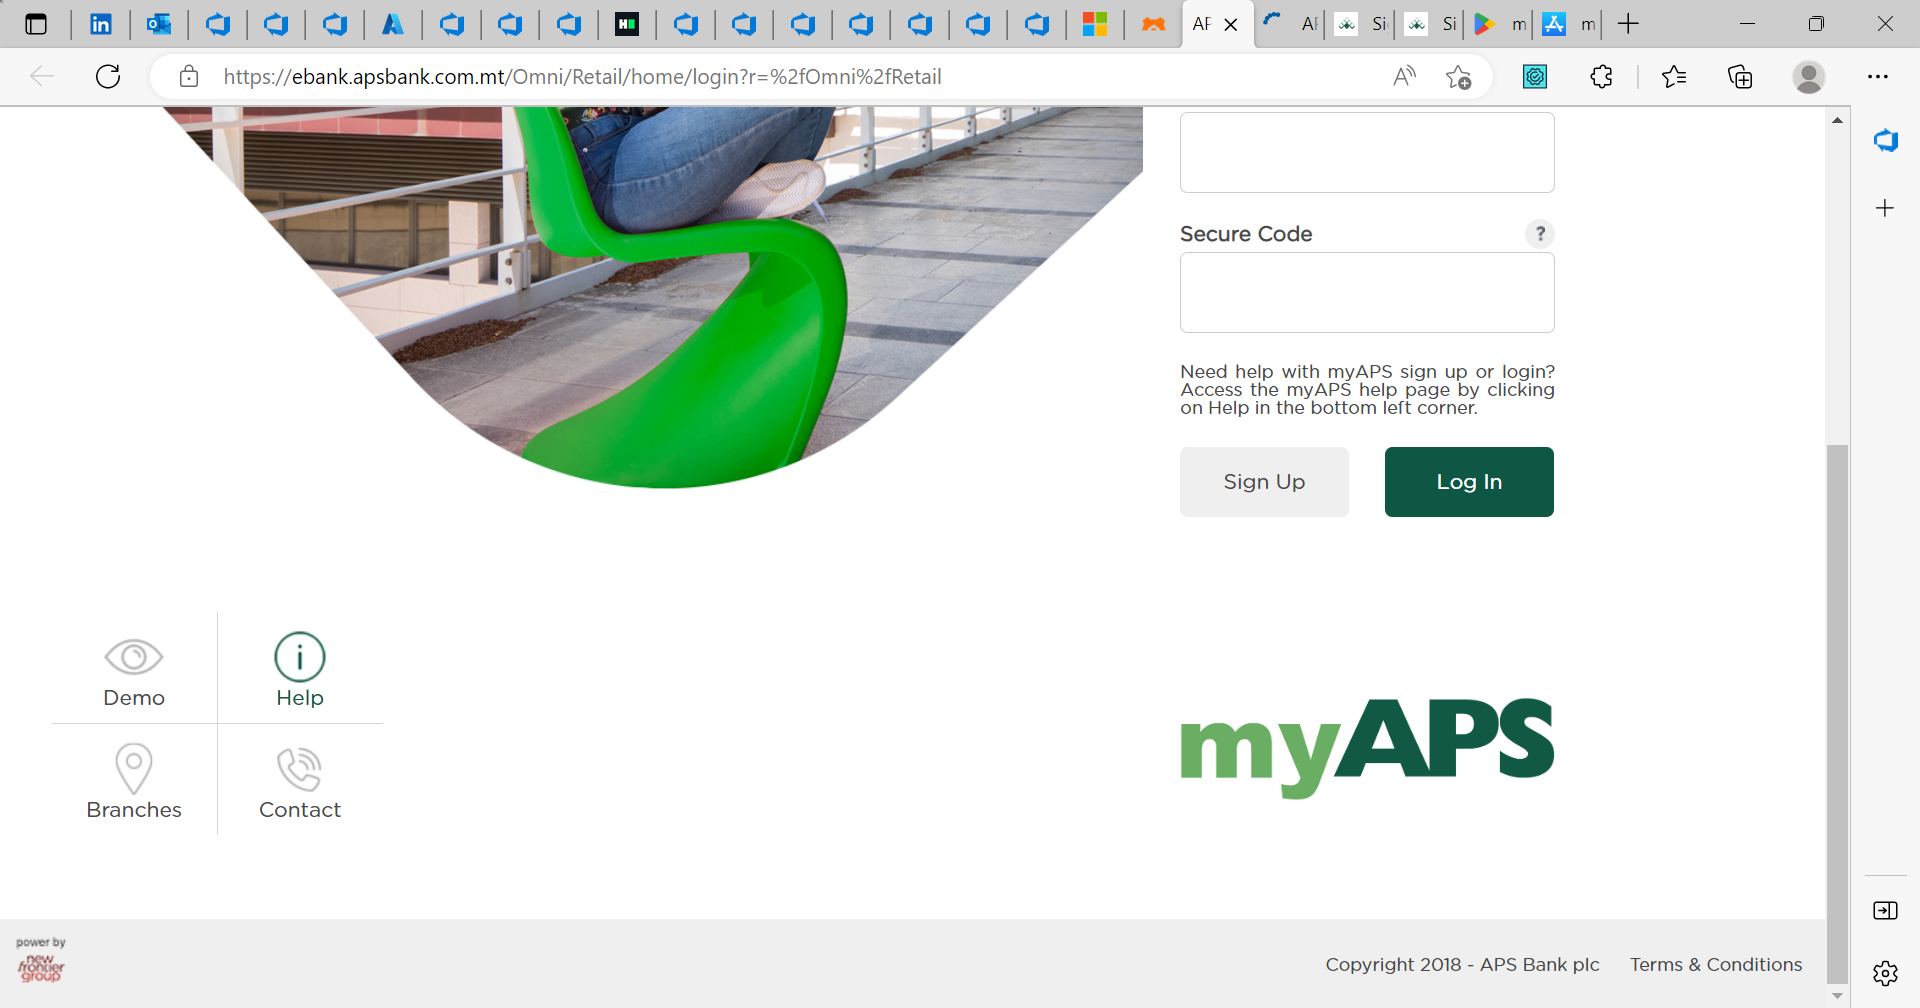 AF
AF
Si
Si
m
m
https://ebank.apsbank.com.mt/Omni/Retail/home/login?r=%2fOmni%2fRetail
Secure Code
?
Need help with myAPS sign up or login?
Access the myAPS help page by clicking
on Help in the bottom left corner.
Sign Up
Log In
Demo
Help
Branches
Contact
myAPS
power by
new
frontier
group
Copyright 2018 - APS Bank plc
Terms & Conditions